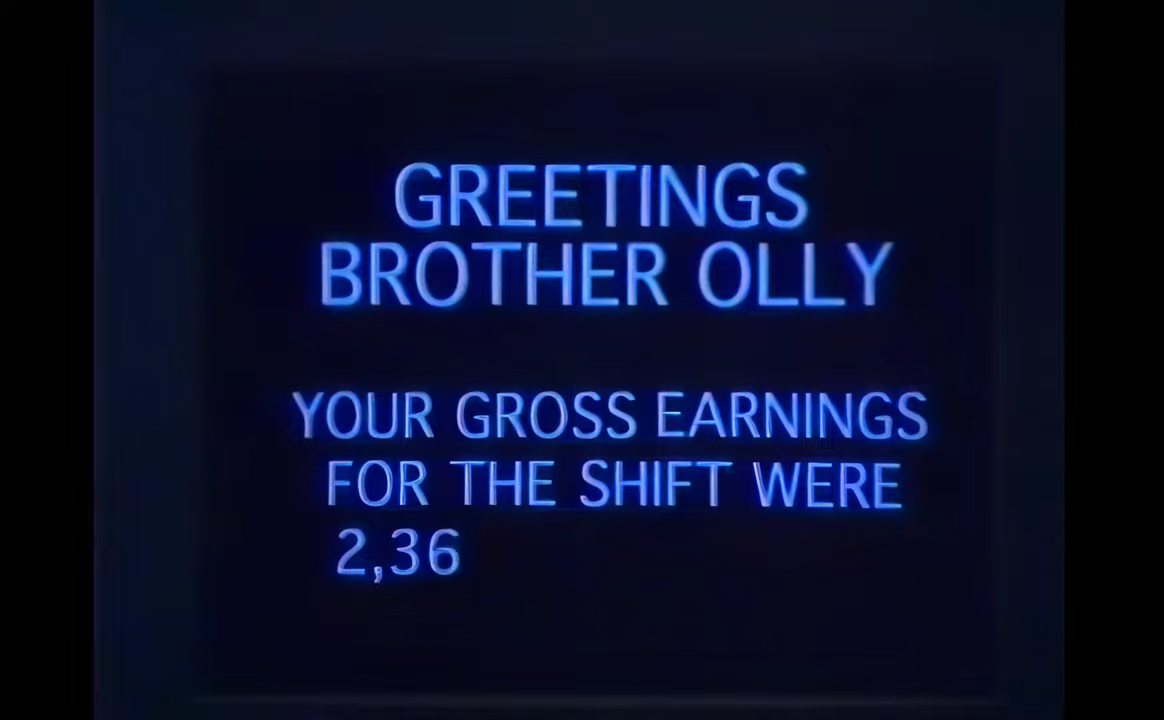 GREETINGS
BROTHER OLLY
YOUR GROSS EARNINGS
FOR THE SHIFT WERE
2,36